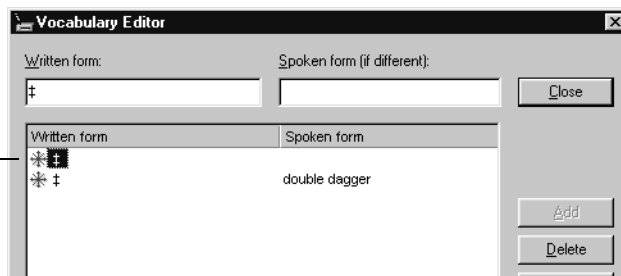 Vocabulary Editor
Written form: Spoken form (if different):
‡ Close
Written form Spoken form
‡
‡ double dagger
Add
Delete